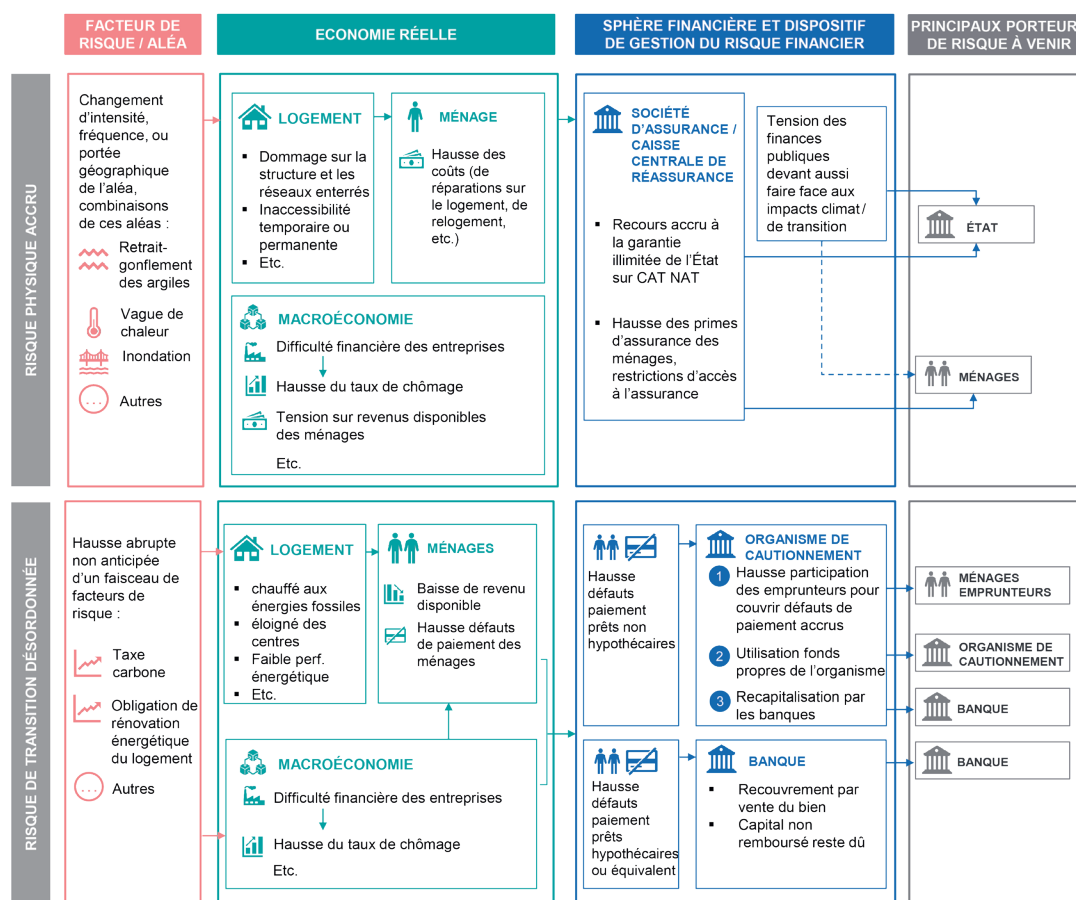 FACTEUR DE
RISQUE / ALÉA
ECONOMIE RÉELLE
SPHÈRE FINANCIÈRE ET DISPOSITIF
DE GESTION DU RISQUE FINANCIER
PRINCIPAUX PORTEUR
DE RISQUE À VENIR
RISQUE PHYSIQUE ACCRU
Changement
d’intensité,
fréquence, ou
portée
géographique
de l’aléa,
combinaisons
de ces aléas :
Retrait-
gonflement
des argiles
Vague de
chaleur
Inondation
...
Autres
LOGEMENT
▪ Dommage sur la
structure et les
réseaux enterrés
▪ Inaccessibilité
temporaire ou
permanente
▪ Etc.
MÉNAGE
Hausse des
coûts (de
réparations sur
le logement, de
relogement,
etc.)
MACROÉCONOMIE
Difficulté financière des entreprises
Hausse du taux de chômage
Tension sur revenus disponibles
des ménages
Etc.
SOCIÉTÉ
D’ASSURANCE /
CAISSE
CENTRALE DE
RÉASSURANCE
▪ Recours accru à
la garantie
illimitée de l’État
sur CAT NAT
▪ Hausse des primes
d’assurance des
ménages,
restrictions d’accès
à l’assurance
Tension des
finances
publiques
devant aussi
faire face aux
impacts climat /
de transition
ÉTAT
MÉNAGES
RISQUE DE TRANSITION DÉSORDONNÉE
Hausse abrupte
non anticipée
d’un faisceau de
facteurs de
risque :
Taxe
carbone
Obligation de
rénovation
énergétique
du logement
...
Autres
LOGEMENT
▪ chauffé aux
énergies fossiles
▪ éloigné des
centres
▪ Faible perf.
énergétique
▪ Etc.
MÉNAGES
Baisse de revenu
disponible
Hausse défauts
de paiement des
ménages
MACROÉCONOMIE
Difficulté financière des entreprises
Hausse du taux de chômage
Etc.
Hausse
défauts
paiement
prêts non
hypothécaires
ORGANISME DE
CAUTIONNEMENT
1 Hausse participation
des emprunteurs pour
couvrir défauts de
paiement accrus
2 Utilisation fonds
propres de l’organisme
3 Recapitalisation par
les banques
Hausse
défauts
paiement
prêts
hypothécaires
ou équivalent
BANQUE
▪ Recouvrement par
vente du bien
▪ Capital non
remboursé reste dû
MÉNAGES
EMPRUNTEURS
ORGANISME DE
CAUTIONNEMENT
BANQUE
BANQUE